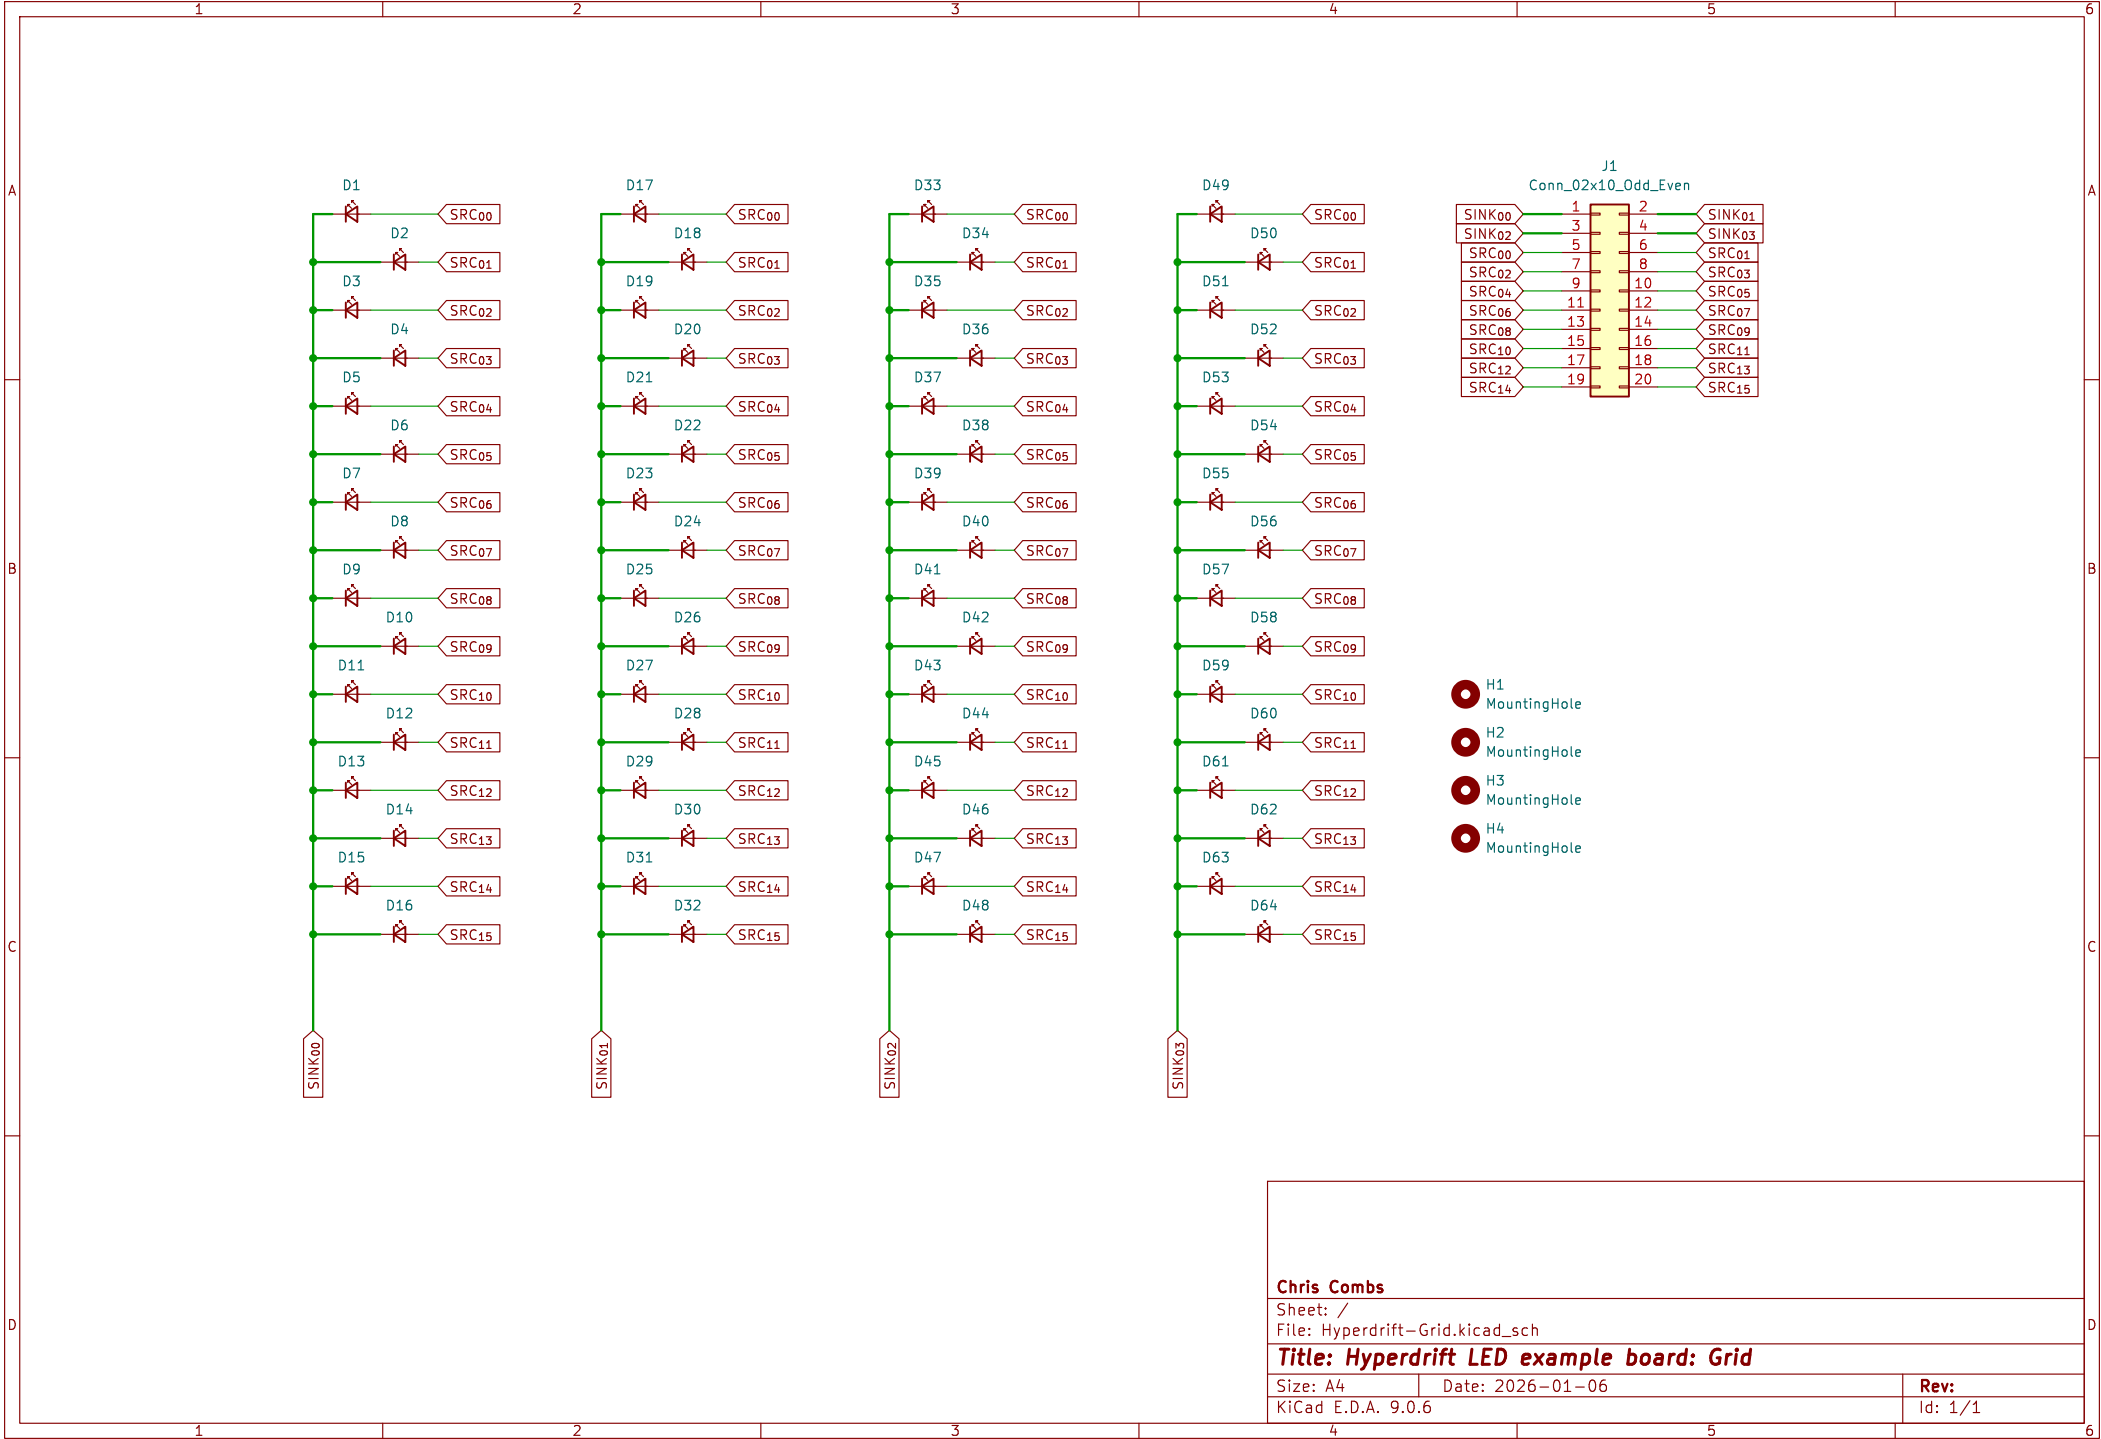 1 2 3 4 5 6
J1
D1 D17 D33 D49 Conn_02x10_Odd_Even
A A
SRC00 SRC00 SRC00 SRC00 SINK00 1 2 SINK01
D2 D18 D34 D50 SINK02 3 4 SINK03
SRC00 5 6 SRC01
SRC01 SRC01 SRC01 SRC01
SRC02 7 8 SRC03
D3 D19 D35 D51 SRC04 9 10 SRC05
SRC02 SRC02 SRC02 SRC02 SRC06 11 12 SRC07
D4 D20 D36 D52 SRC08 13 14 SRC09
SRC10 15 16 SRC11
SRC03 SRC03 SRC03 SRC03
SRC12 17 18 SRC13
D5 D21 D37 D53 SRC14 19 20 SRC15
SRC04 SRC04 SRC04 SRC04
D6 D22 D38 D54
SRC05 SRC05 SRC05 SRC05
D7 D23 D39 D55
SRC06 SRC06 SRC06 SRC06
D8 D24 D40 D56
SRC07 SRC07 SRC07 SRC07
B B
D9 D25 D41 D57
SRC08 SRC08 SRC08 SRC08
D10 D26 D42 D58
SRC09 SRC09 SRC09 SRC09
D11 D27 D43 D59
H1
SRC10 SRC10 SRC10 SRC10
MountingHole
D12 D28 D44 D60
H2
SRC11 SRC11 SRC11 SRC11
MountingHole
D13 D29 D45 D61
H3
SRC12 SRC12 SRC12 SRC12
MountingHole
D14 D30 D46 D62
H4
SRC13 SRC13 SRC13 SRC13
MountingHole
D15 D31 D47 D63
SRC14 SRC14 SRC14 SRC14
D16 D32 D48 D64
SRC15 SRC15 SRC15 SRC15
C C
SINK00 SINK01 SINK02 SINK03
Chris Combs
Sheet: /
D D
File: Hyperdrift-Grid.kicad_sch
Title: Hyperdrift LED example board: Grid
Size: A4 Date: 2026-01-06 Rev:
KiCad E.D.A. 9.0.6 Id: 1/1
1 2 3 4 5 6